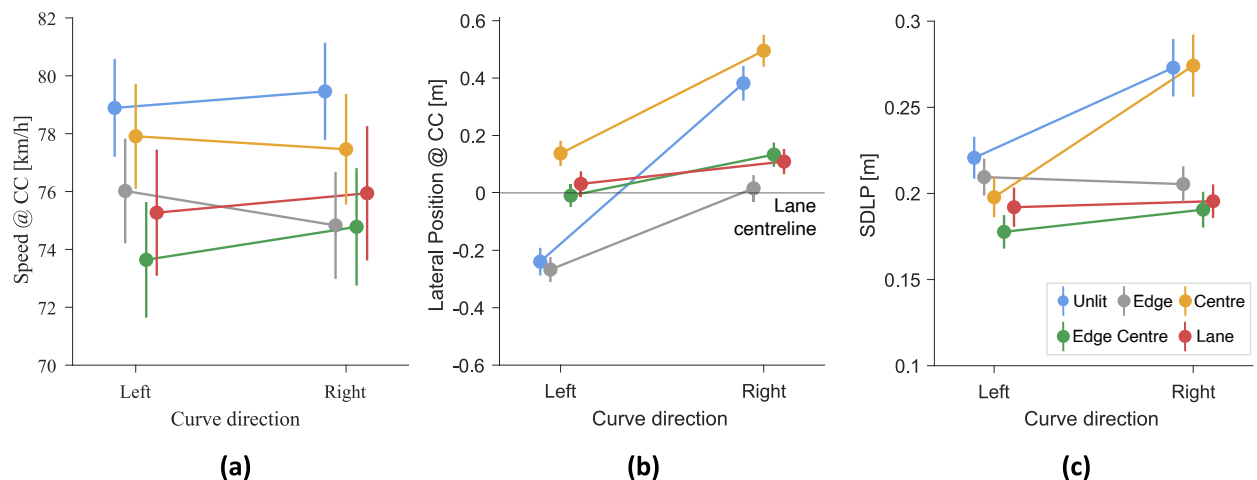 82
80
78
76
74
72
70
Speed @ CC [km/h]
Left
Right
Curve direction
(a)
0.6
0.4
0.2
0
-0.2
-0.4
-0.6
Lateral Position @ CC [m]
Lane
centreline
Left
Right
Curve direction
(b)
0.3
0.25
0.2
0.15
0.1
SDLP [m]
Unlit Edge Centre
Edge Centre Lane
Left
Right
Curve direction
(c)